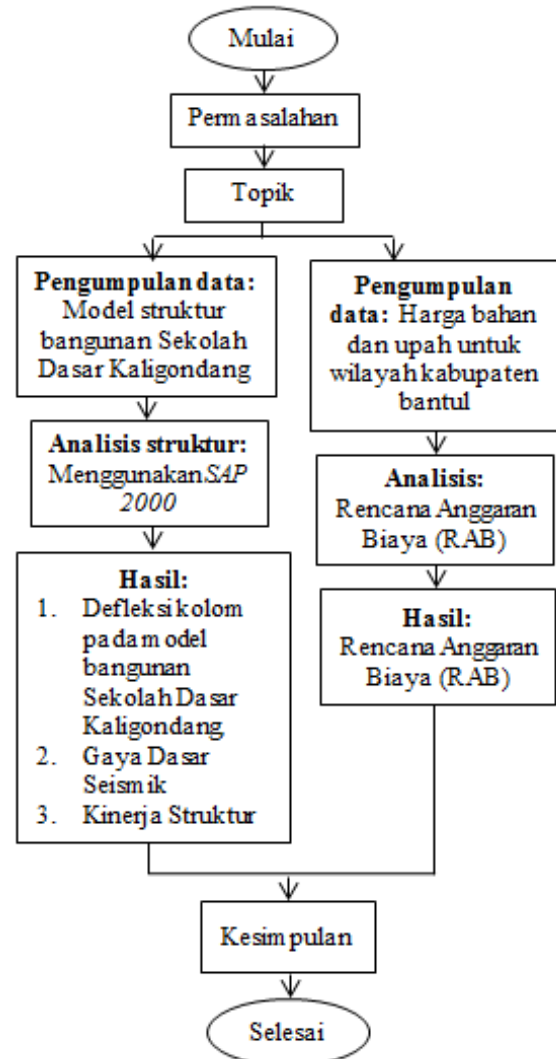 Mulai
Permasalahan
Topik
Pengumpulan data:
Model struktur
bangunan Sekolah
Dasar Kaligondang
Analisis struktur:
Menggunakan SAP
2000
Hasil:
1. Defleksi kolom
pada model
bangunan
Sekolah Dasar
Kaligondang,
2. Gaya Dasar
Seismik
3. Kinerja Struktur
Pengumpulan
data: Harga bahan
dan upah untuk
wilayah kabupaten
bantul
Analisis:
Rencana Anggaran
Biaya (RAB)
Hasil:
Rencana Anggaran
Biaya (RAB)
Kesimpulan
Selesai